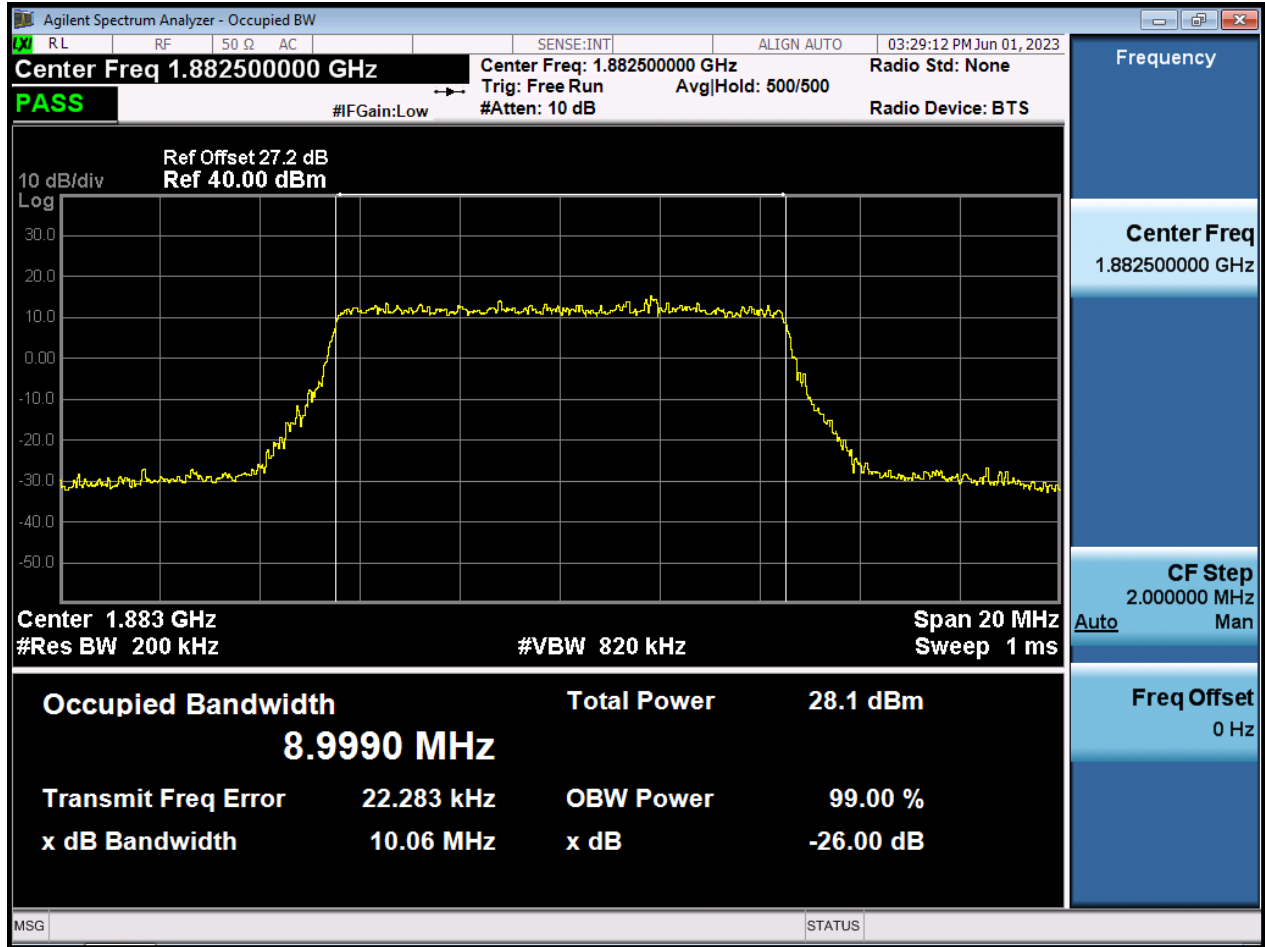 Agilent Spectrum Analyzer - Occupied BW
LXI RL RF 50 Ω AC SENSE:INT ALIGN AUTO 03:29:12 PM Jun 01, 2023
Center Freq 1.882500000 GHz
Center Freq: 1.882500000 GHz
Radio Std: None
Trig: Free Run Avg|Hold: 500/500
PASS
#IFGain:Low
#Atten: 10 dB
Radio Device: BTS
Ref Offset 27.2 dB
10 dB/div Ref 40.00 dBm
Log
30.0
20.0
10.0
0.00
-10.0
-20.0
-30.0
-40.0
-50.0
Center 1.883 GHz Span 20 MHz
#Res BW 200 kHz #VBW 820 kHz Sweep 1 ms
Occupied Bandwidth Total Power 28.1 dBm
8.9990 MHz
Transmit Freq Error 22.283 kHz OBW Power 99.00 %
x dB Bandwidth 10.06 MHz x dB -26.00 dB
MSG STATUS
Frequency
Center Freq
1.882500000 GHz
CF Step
2.000000 MHz
Auto Man
Freq Offset
0 Hz